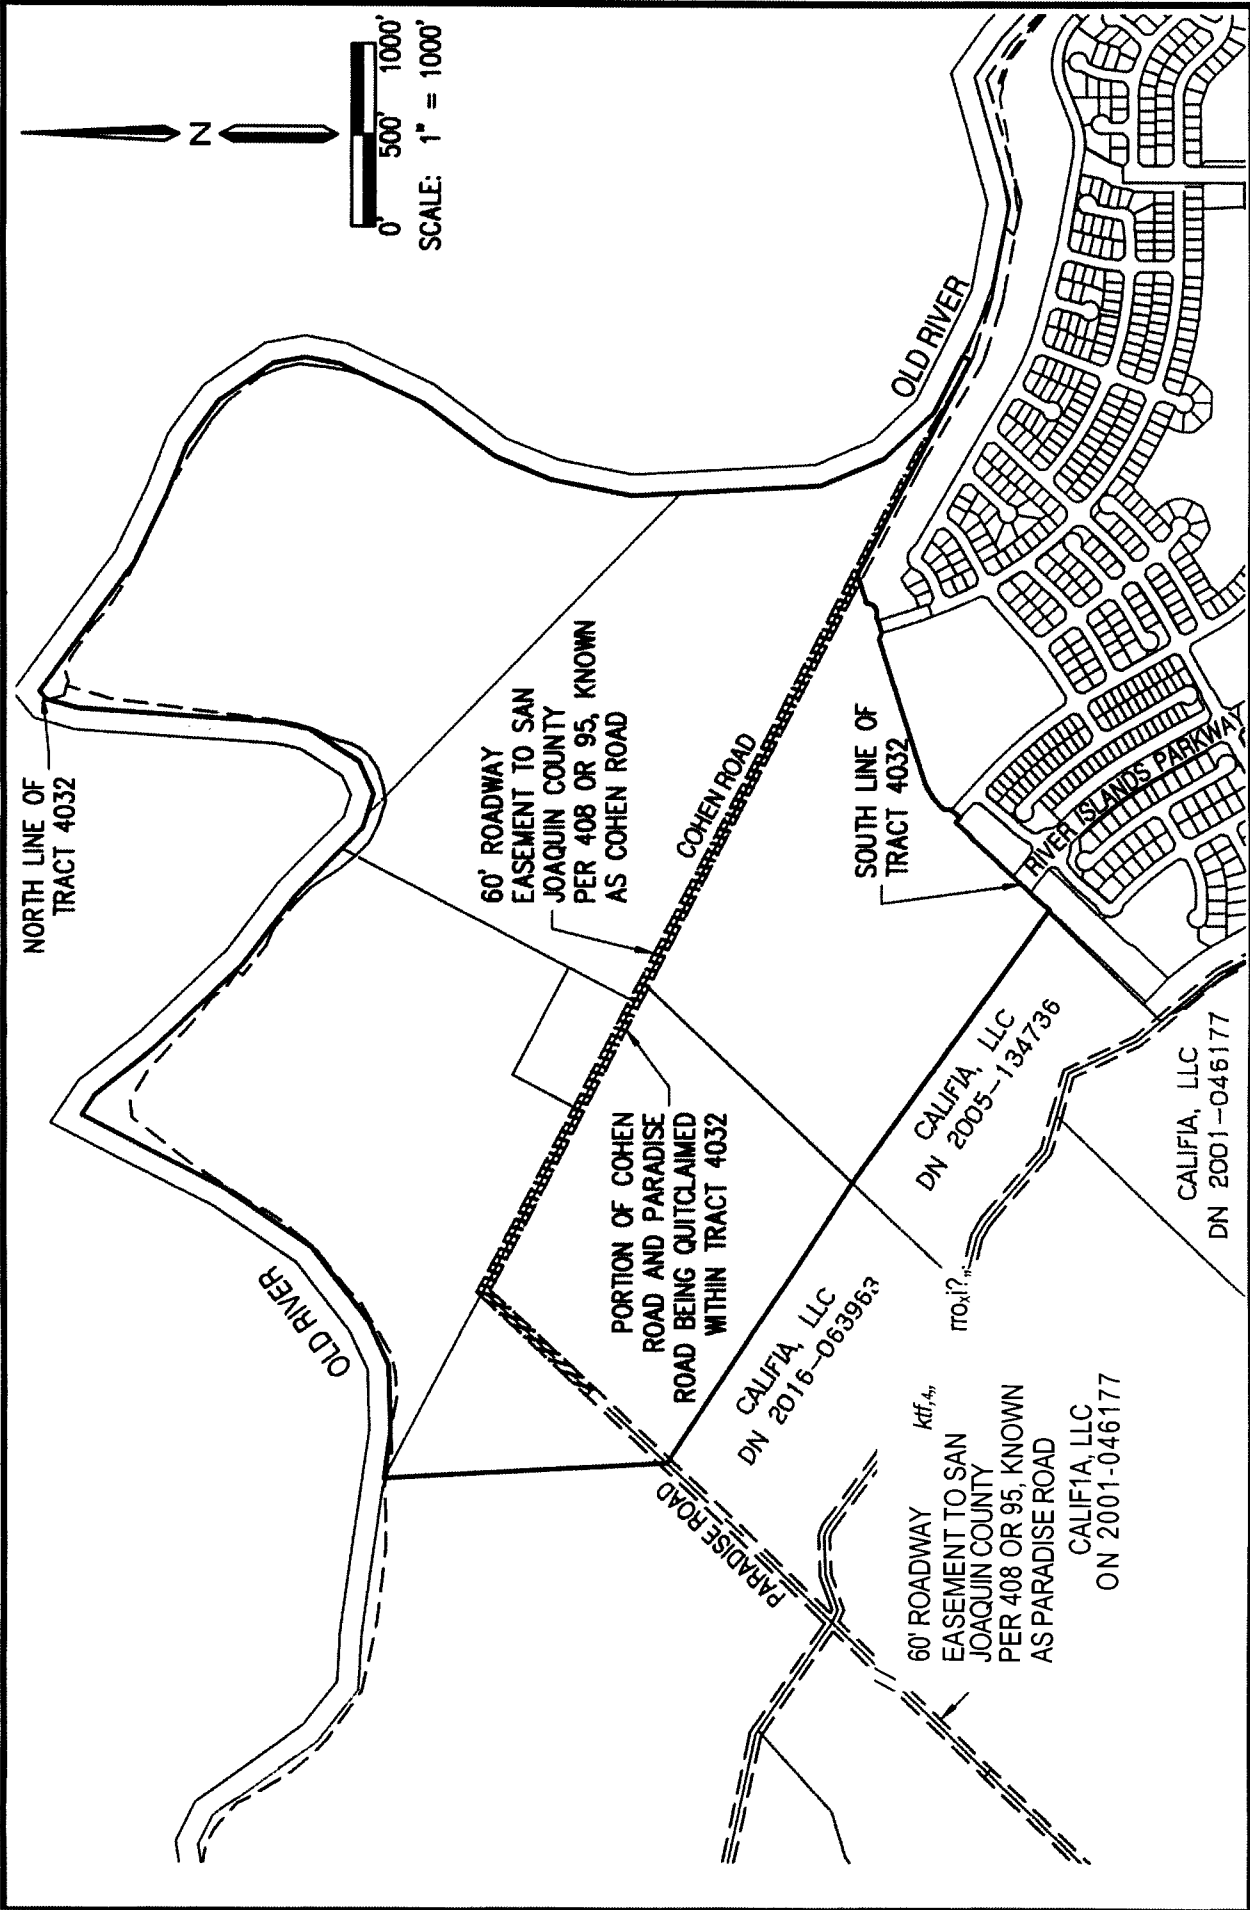 NORTH LINE OF
TRACT 4032
N
0' 500' 1000'
SCALE: 1" = 1000'
OLD RIVER
OLD RIVER
60' ROADWAY
EASEMENT TO SAN
JOAQUIN COUNTY
PER 408 OR 95, KNOWN
AS COHEN ROAD
COHEN ROAD
SOUTH LINE OF
TRACT 4032
RIVER ISLANDS PARKWAY
PORTION OF COHEN
ROAD AND PARADISE
ROAD BEING QUITCLAIMED
WITHIN TRACT 4032
PARADISE ROAD
CALIFIA, LLC
DN 2016-063963
CALIFIA, LLC
DN 2005-134736
CALIFIA, LLC
DN 2001-046177
60' ROADWAY
EASEMENT TO SAN
JOAQUIN COUNTY
PER 408 OR 95, KNOWN
AS PARADISE ROAD
CALIF1A, LLC
ON 2001-046177